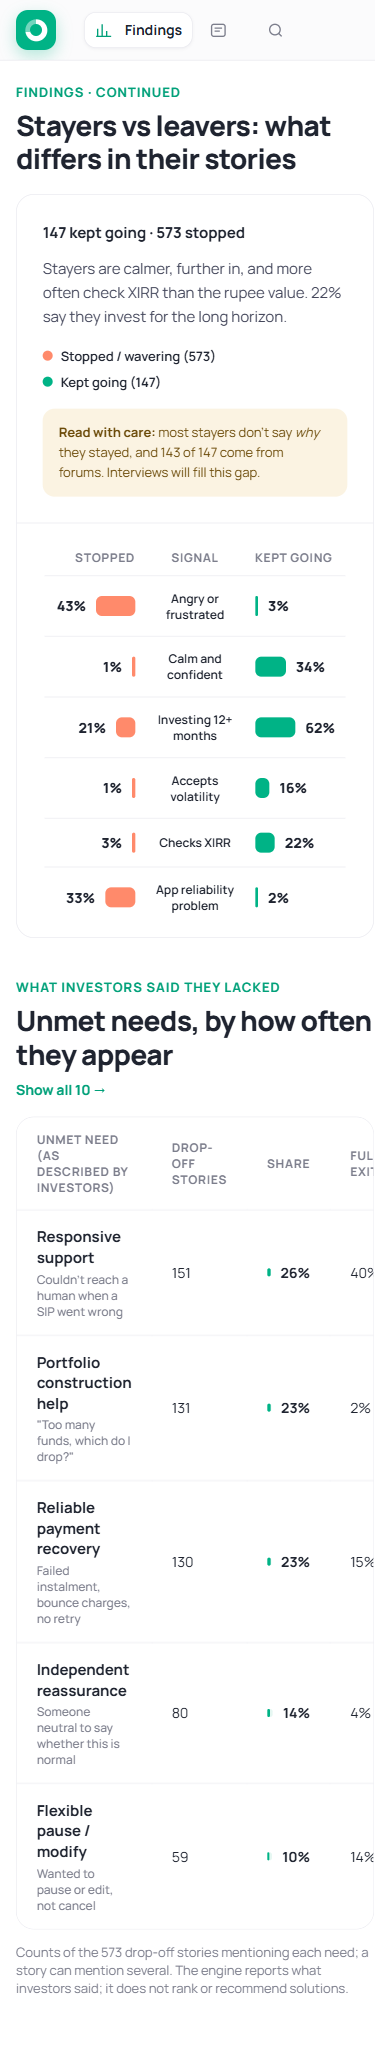 Findings
FINDINGS · CONTINUED
Stayers vs leavers: what
differs in their stories
147 kept going · 573 stopped
Stayers are calmer, further in, and more
often check XIRR than the rupee value. 22%
say they invest for the long horizon.
Stopped / wavering (573)
Kept going (147)
Read with care: most stayers don't say why
they stayed, and 143 of 147 come from
forums. Interviews will fill this gap.
STOPPED SIGNAL KEPT GOING
43% Angry or frustrated 3%
1% Calm and confident 34%
21% Investing 12+ months 62%
1% Accepts volatility 16%
3% Checks XIRR 22%
33% App reliability problem 2%
WHAT INVESTORS SAID THEY LACKED
Unmet needs, by how often
they appear
Show all 10 →
UNMET NEED
(AS
DESCRIBED BY
INVESTORS)
DROP-
OFF
STORIES
SHARE
FUL
EXIT
Responsive
support
Couldn't reach a
human when a
SIP went wrong
151 26% 40%
Portfolio
construction
help
"Too many
funds, which do I
drop?"
131 23% 2%
Reliable
payment
recovery
Failed
instalment,
bounce charges,
no retry
130 23% 15%
Independent
reassurance
Someone
neutral to say
whether this is
normal
80 14% 4%
Flexible
pause /
modify
Wanted to
pause or edit,
not cancel
59 10% 14%
Counts of the 573 drop-off stories mentioning each need; a
story can mention several. The engine reports what
investors said; it does not rank or recommend solutions.